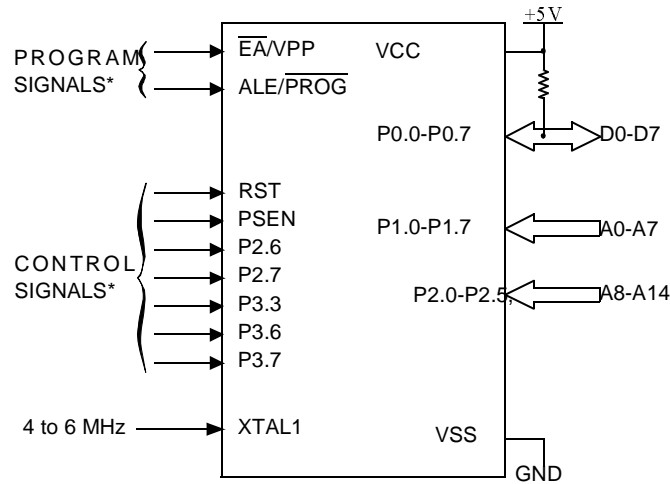 +5V
PROGRAM
SIGNALS*
EA/VPP
ALE/PROG
VCC
P0.0-P0.7
D0-D7
RST
PSEN
P2.6
P2.7
P3.3
P3.6
P3.7
CONTROL
SIGNALS*
P1.0-P1.7
A0-A7
P2.0-P2.5,
A8-A14
4 to 6 MHz
XTAL1
VSS
GND